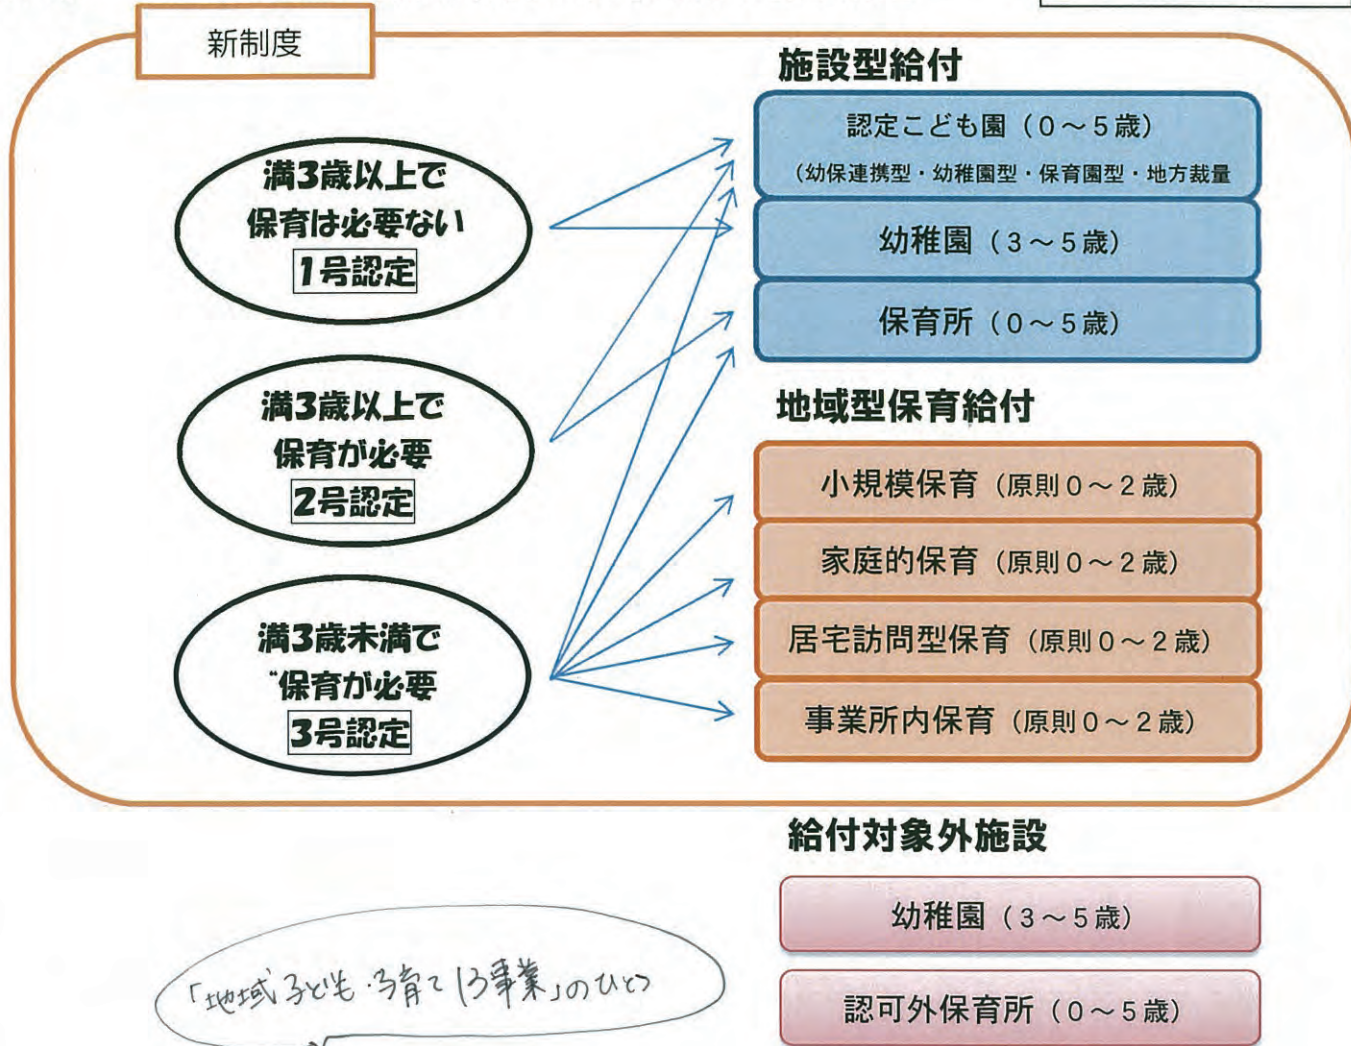 新制度
満3歳以上で
保育は必要ない
1号認定
満3歳以上で
保育が必要
2号認定
満3歳未満で
保育が必要
3号認定
施設型給付
認定こども園（0～5歳）
（幼保連携型・幼稚園型・保育園型・地方裁量
幼稚園（3～5歳）
保育所（0～5歳）
地域型保育給付
小規模保育（原則0～2歳）
家庭的保育（原則0～2歳）
居宅訪問型保育（原則0～2歳）
事業所内保育（原則0～2歳）
給付対象外施設
幼稚園（3～5歳）
認可外保育所（0～5歳）
「地域子ども・子育て13事業」のひとつ